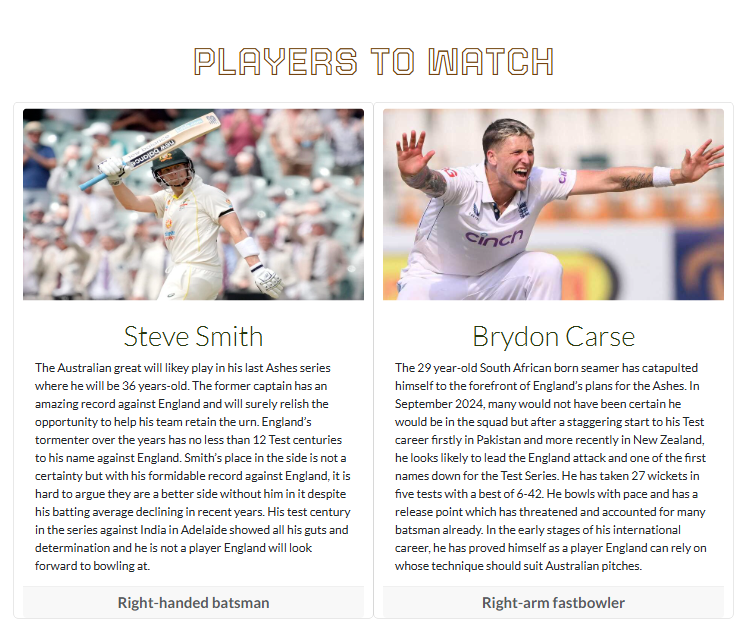 PLAYERS TO WATCH
new balance
cinch
Steve Smith
The Australian great will likey play in his last Ashes series
where he will be 36 years-old. The former captain has an
amazing record against England and will surely relish the
opportunity to help his team retain the urn. England's
tormenter over the years has no less than 12 Test centuries
to his name against England. Smith's place in the side is not a
certainty but with his formidable record against England, it is
hard to argue they are a better side without him in it despite
his batting average declining in recent years. His test century
in the series against India in Adelaide showed all his guts and
determination and he is not a player England will look
forward to bowling at.
Right-handed batsman
Brydon Carse
The 29 year-old South African born seamer has catapulted
himself to the forefront of England's plans for the Ashes. In
September 2024, many would not have been certain he
would be in the squad but after a staggering start to his Test
career firstly in Pakistan and more recently in New Zealand,
he looks likely to lead the England attack and one of the first
names down for the Test Series. He has taken 27 wickets in
five tests with a best of 6-42. He bowls with pace and has a
release point which has threatened and accounted for many
batsman already. In the early stages of his international
career, he has proved himself as a player England can rely on
whose technique should suit Australian pitches.
Right-arm fastbowler